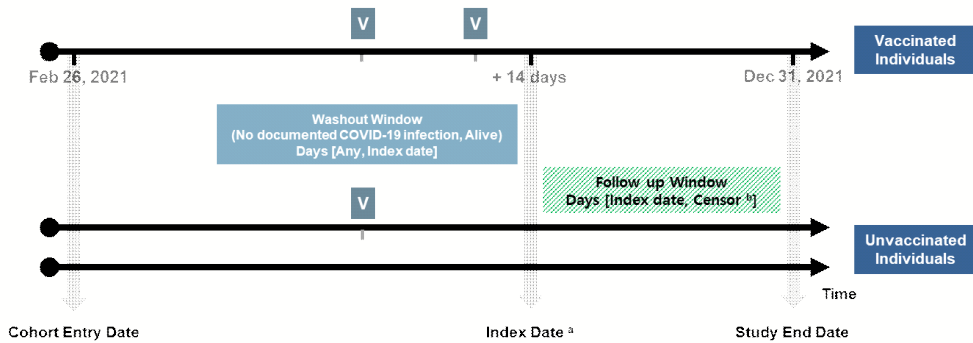 V
V
Vaccinated
Individuals
Feb 26, 2021
+ 14 days
Dec 31, 2021
Washout Window
(No documented COVID-19 infection, Alive)
Days [Any, Index date]
Follow up Window
Days [Index date, Censor ᵇ]
V
Unvaccinated
Individuals
Time
Cohort Entry Date
Index Date ᵃ
Study End Date